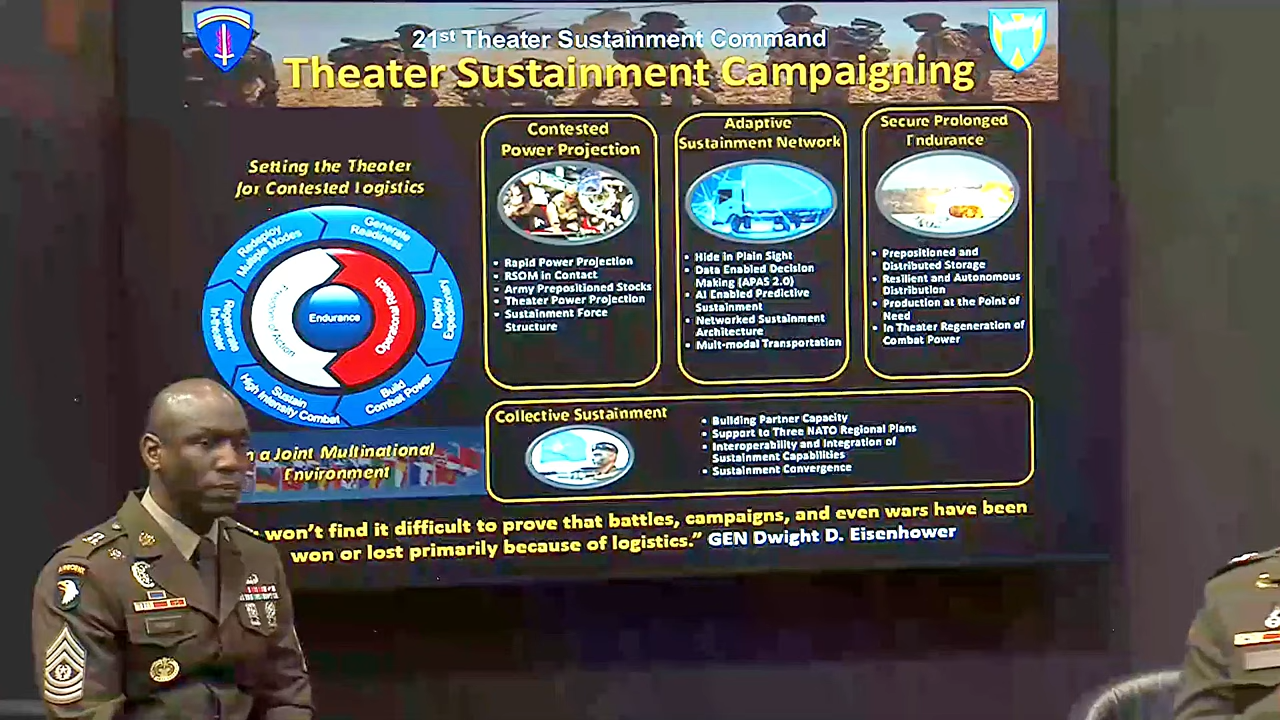 21st Theater Sustainment Command
Theater Sustainment Campaigning
Setting the Theater
for Contested Logistics
Redeploy
Multiple Modes
Generate
Readiness
Deploy
Build
Combat Power
Sustain
High Intensity Combat
Operational Reach
Endurance
n a Joint Multinational
Environment
Contested
Power Projection
• Rapid Power Projection
• RSOM in Contact
• Army Prepositioned Stocks
• Theater Power Projection
• Sustainment Force
Structure
Adaptive
Sustainment Network
• Hide in Plain Sight
• Data Enabled Decision
Making (APAS 2.0)
• AI Enabled Predictive
Sustainment
• Networked Sustainment
Architecture
• Mult-modal Transportation
Secure Prolonged
Endurance
• Prepositioned and
Distributed Storage
• Resilient and Autonomous
Distribution
• Production at the Point of
Need
• In Theater Regeneration of
Combat Power
Collective Sustainment
• Building Partner Capacity
• Support to Three NATO Regional Plans
• Interoperability and Integration of
Sustainment Capabilities
• Sustainment Convergence
won’t find it difficult to prove that battles, campaigns, and even wars have been
won or lost primarily because of logistics.” GEN Dwight D. Eisenhower
AIRBORNE